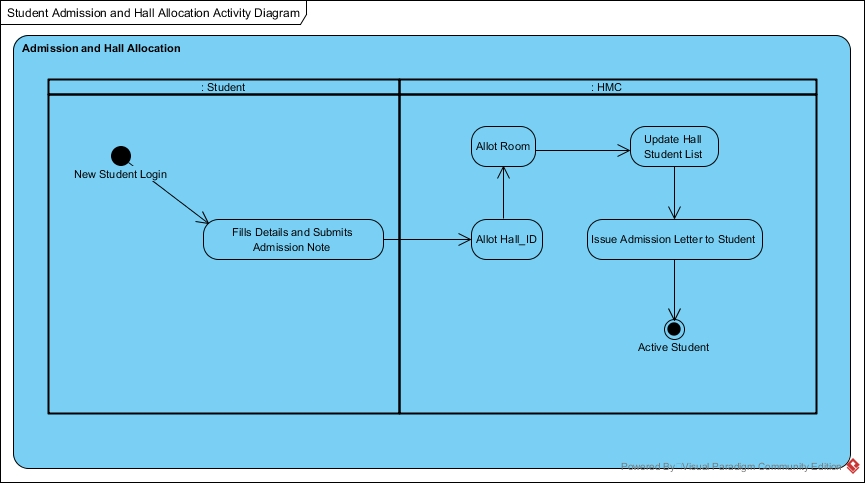 Student Admission and Hall Allocation Activity Diagram
Admission and Hall Allocation
: Student
: HMC
New Student Login
Fills Details and Submits
Admission Note
Allot Hall_ID
Allot Room
Update Hall
Student List
Issue Admission Letter to Student
Active Student
Powered By Visual Paradigm Community Edition